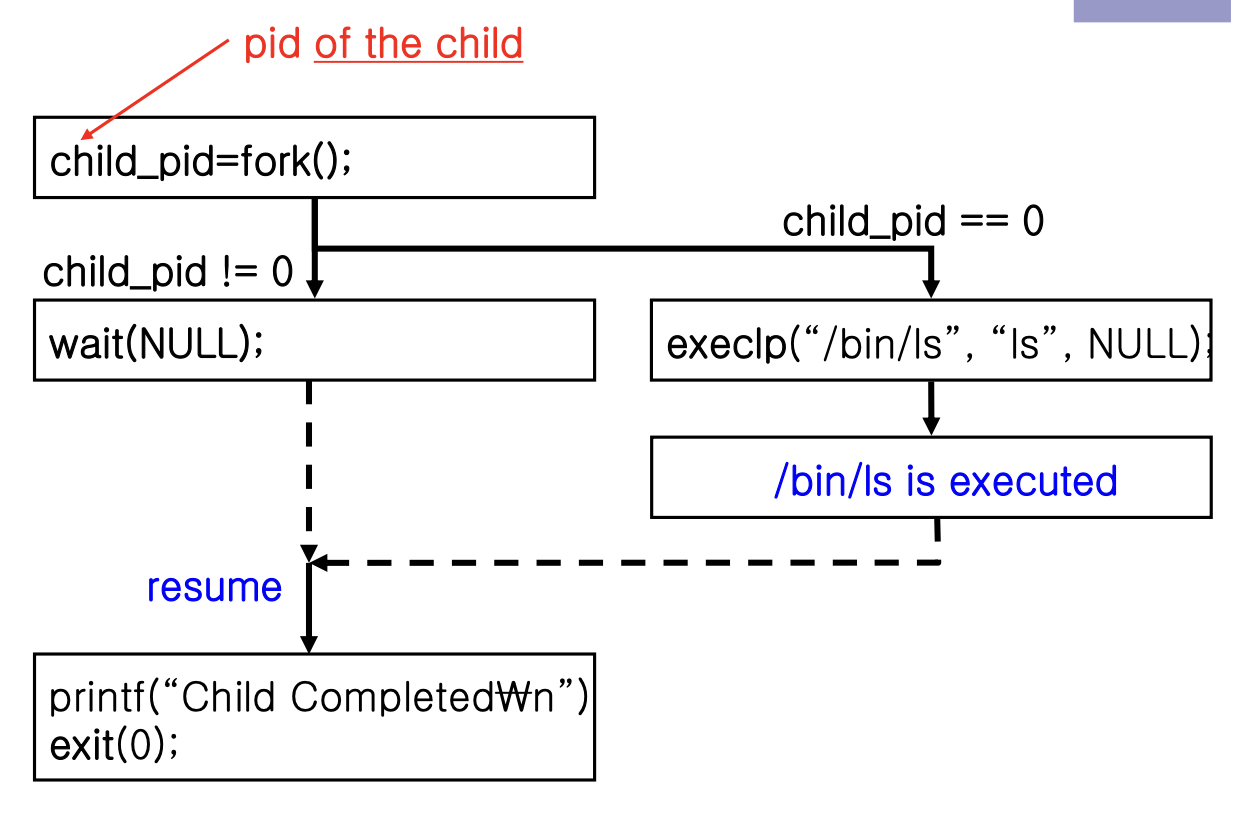 pid of the child
child_pid=fork();
child_pid == 0
child_pid != 0
wait(NULL);
execlp(“/bin/ls”, “ls”, NULL);
/bin/ls is executed
resume
printf(“Child Completed₩n”)
exit(0);